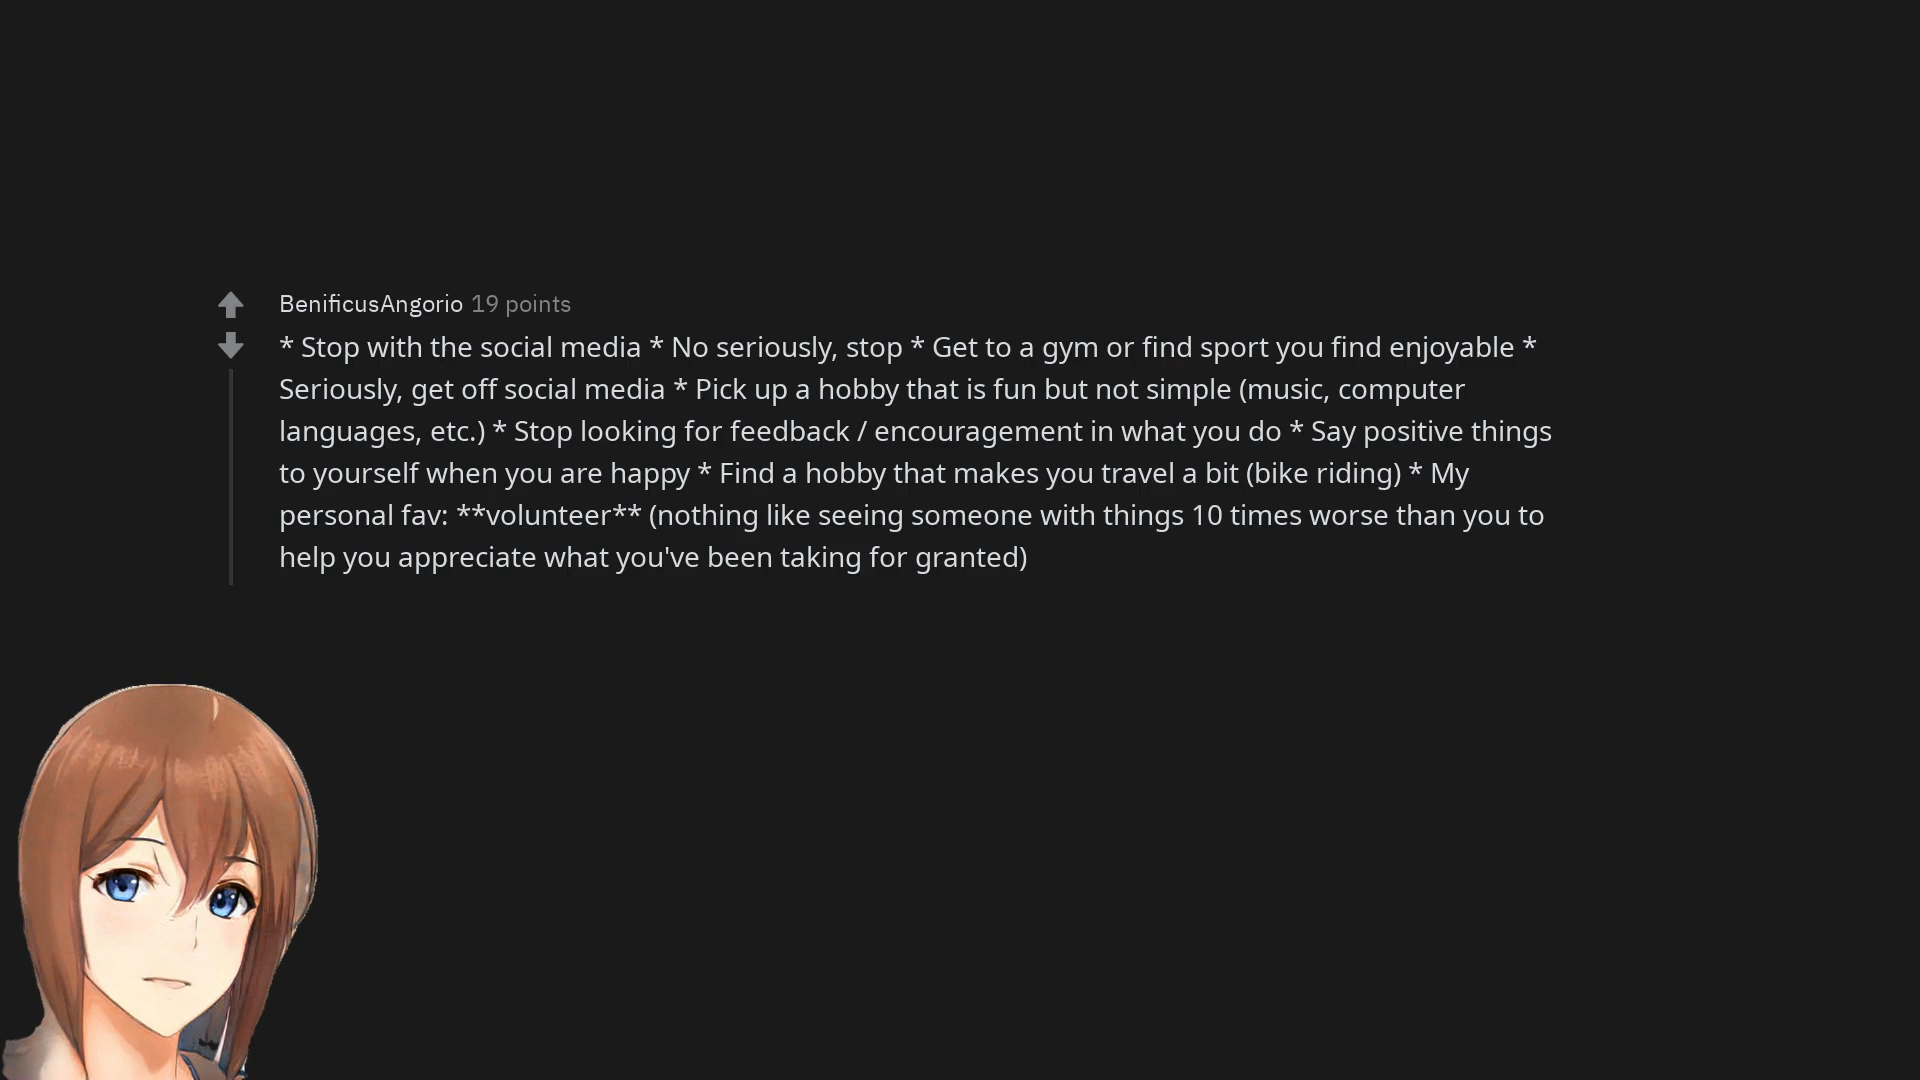 BenificusAngorio 19 points
* Stop with the social media * No seriously, stop * Get to a gym or find sport you find enjoyable *
Seriously, get off social media * Pick up a hobby that is fun but not simple (music, computer
languages, etc.) * Stop looking for feedback / encouragement in what you do * Say positive things
to yourself when you are happy * Find a hobby that makes you travel a bit (bike riding) * My
personal fav: **volunteer** (nothing like seeing someone with things 10 times worse than you to
help you appreciate what you've been taking for granted)